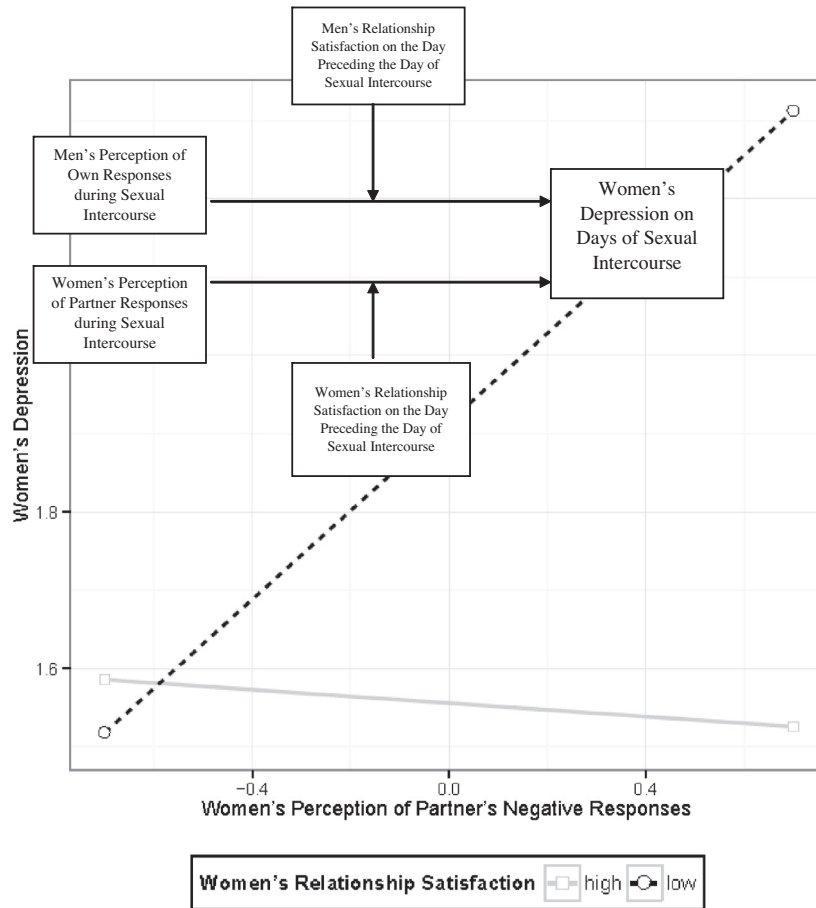 Men's Relationship
Satisfaction on the Day
Preceding the Day of
Sexual Intercourse
Men's Perception of
Own Responses
during Sexual
Intercourse
Women's
Depression on
Days of Sexual
Intercourse
Women's Perception
of Partner Responses
during Sexual
Intercourse
Women's Relationship
Satisfaction on the Day
Preceding the Day of
Sexual Intercourse
Women's Depression
1.8
1.6
−0.4
0.0
0.4
Women's Perception of Partner's Negative Responses
Women's Relationship Satisfaction high low